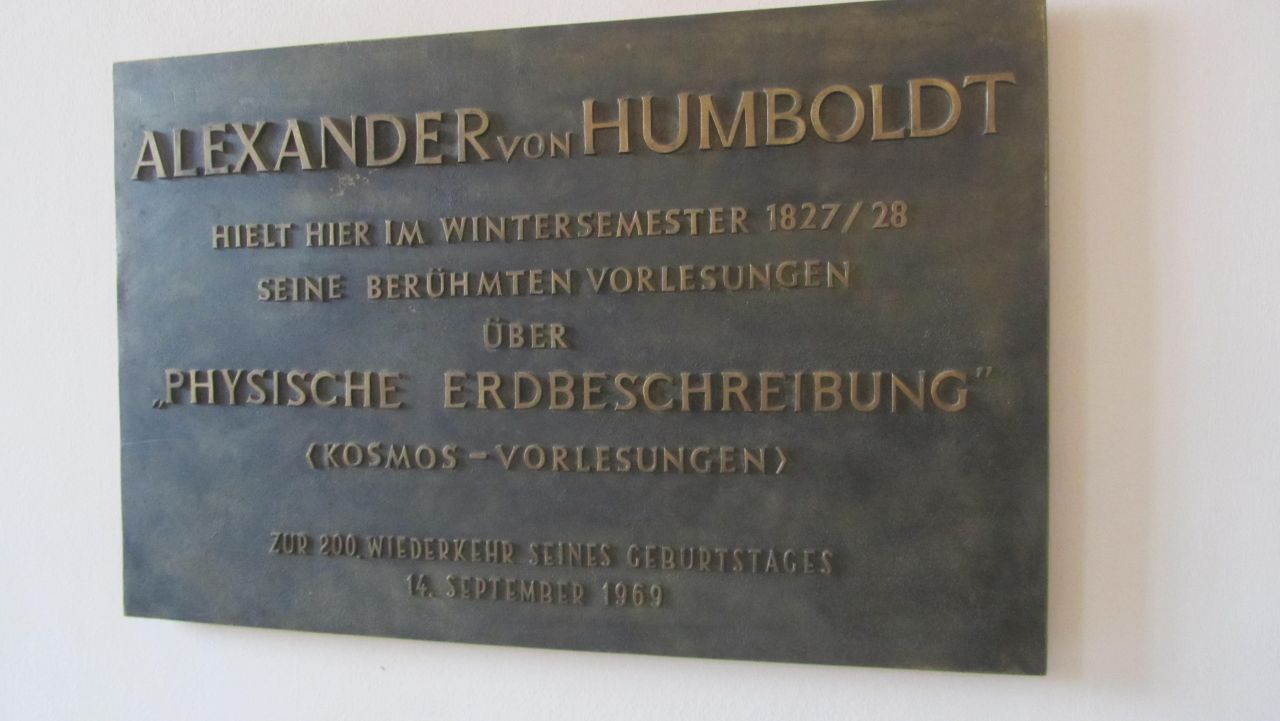 ALEXANDER VON HUMBOLDT
HIELT HIER IM WINTERSEMESTER 1827/28
SEINE BERÜHMTEN VORLESUNGEN
ÜBER
„PHYSISCHE ERDBESCHREIBUNG”
(KOSMOS-VORLESUNGEN)
ZUR 200. WIEDERKEHR SEINES GEBURTSTAGES
14. SEPTEMBER 1969